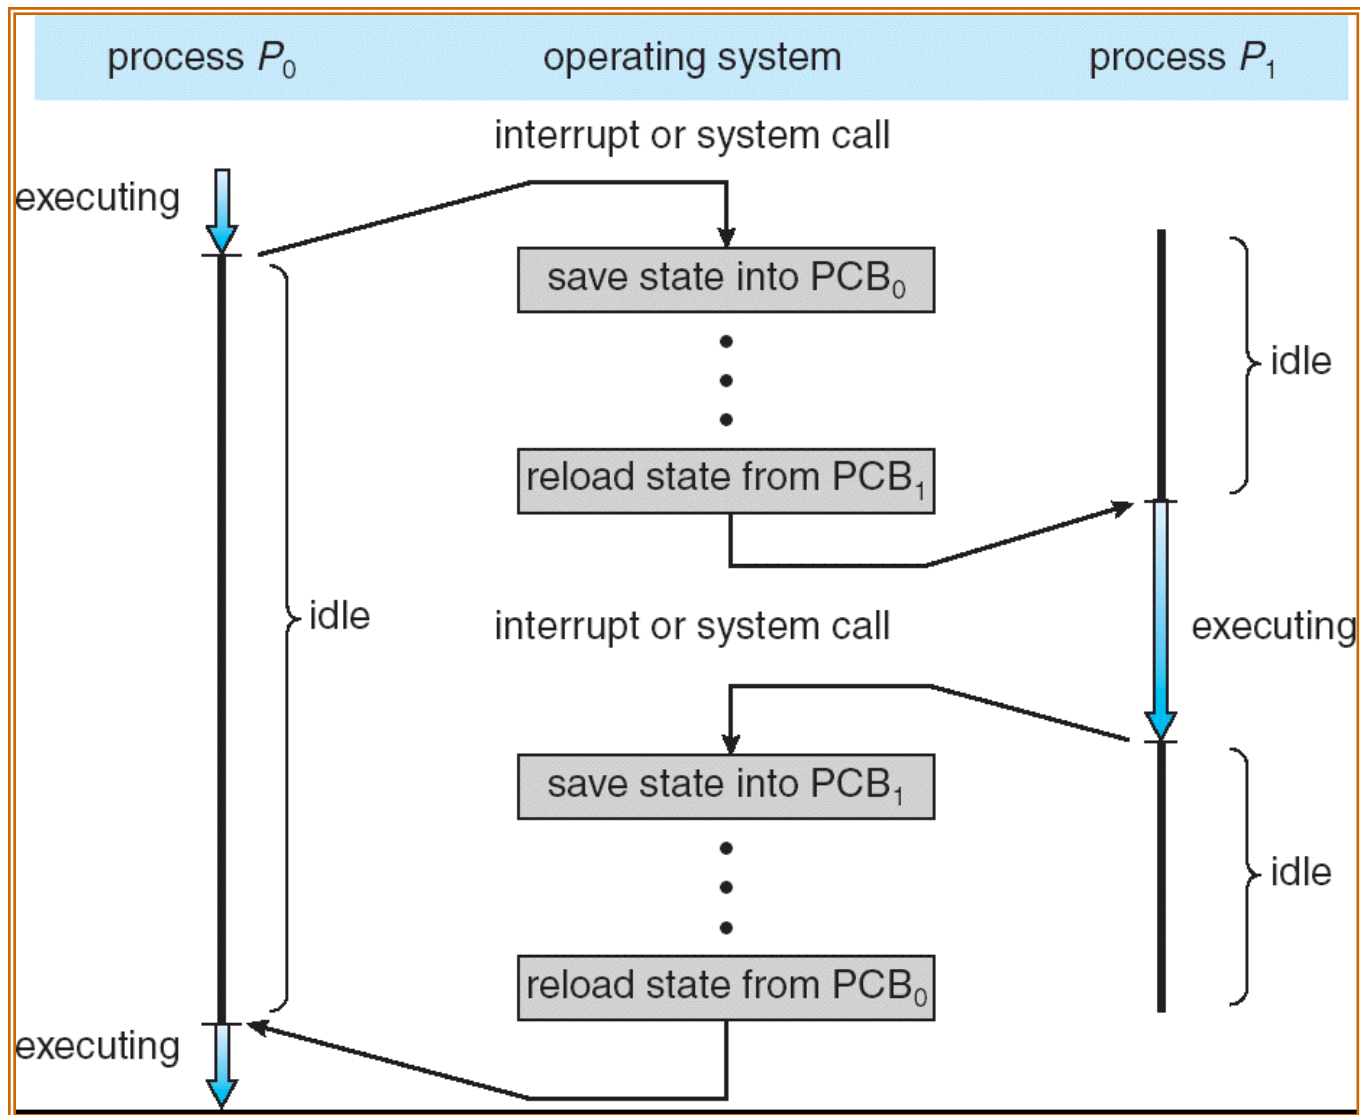 process P₀ operating system process P₁
interrupt or system call
executing
save state into PCB₀
idle
reload state from PCB₁
idle
interrupt or system call
executing
save state into PCB₁
idle
reload state from PCB₀
executing